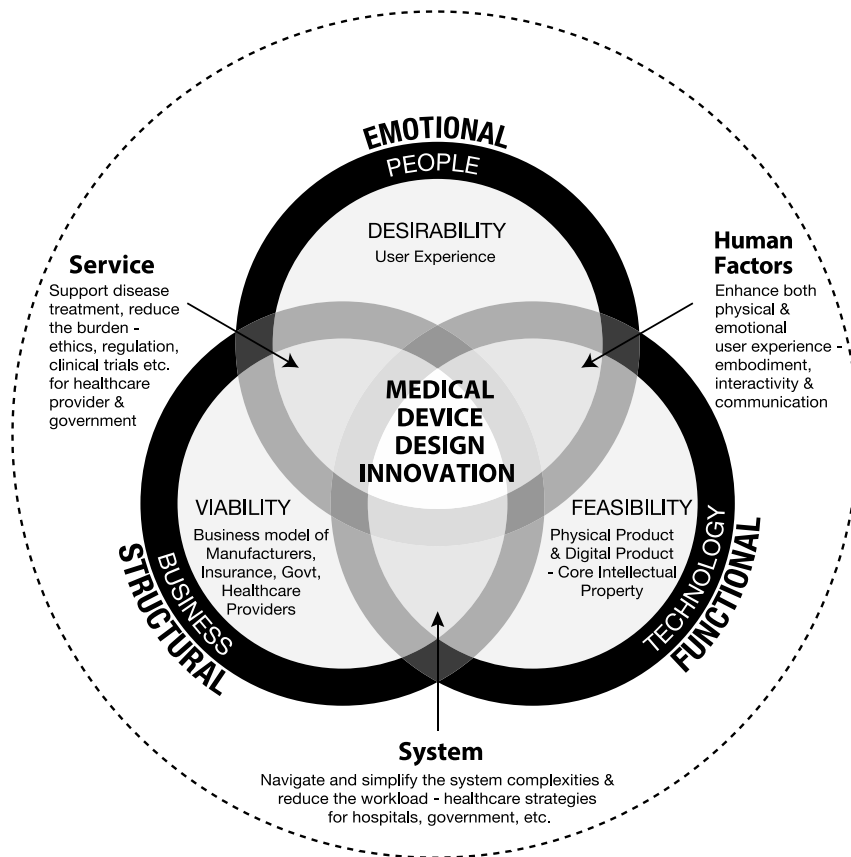 EMOTIONAL
PEOPLE
DESIRABILITY
User Experience
Service
Support disease
treatment, reduce
the burden -
ethics, regulation,
clinical trials etc.
for healthcare
provider &
government
Human
Factors
Enhance both
physical &
emotional
user experience -
embodiment,
interactivity &
communication
MEDICAL
DEVICE
DESIGN
INNOVATION
VIABILITY
Business model of
Manufacturers,
Insurance, Govt,
Healthcare
Providers
BUSINESS
STRUCTURAL
FEASIBILITY
Physical Product
& Digital Product
- Core Intellectual
Property
TECHNOLOGY
FUNCTIONAL
System
Navigate and simplify the system complexities &
reduce the workload - healthcare strategies
for hospitals, government, etc.